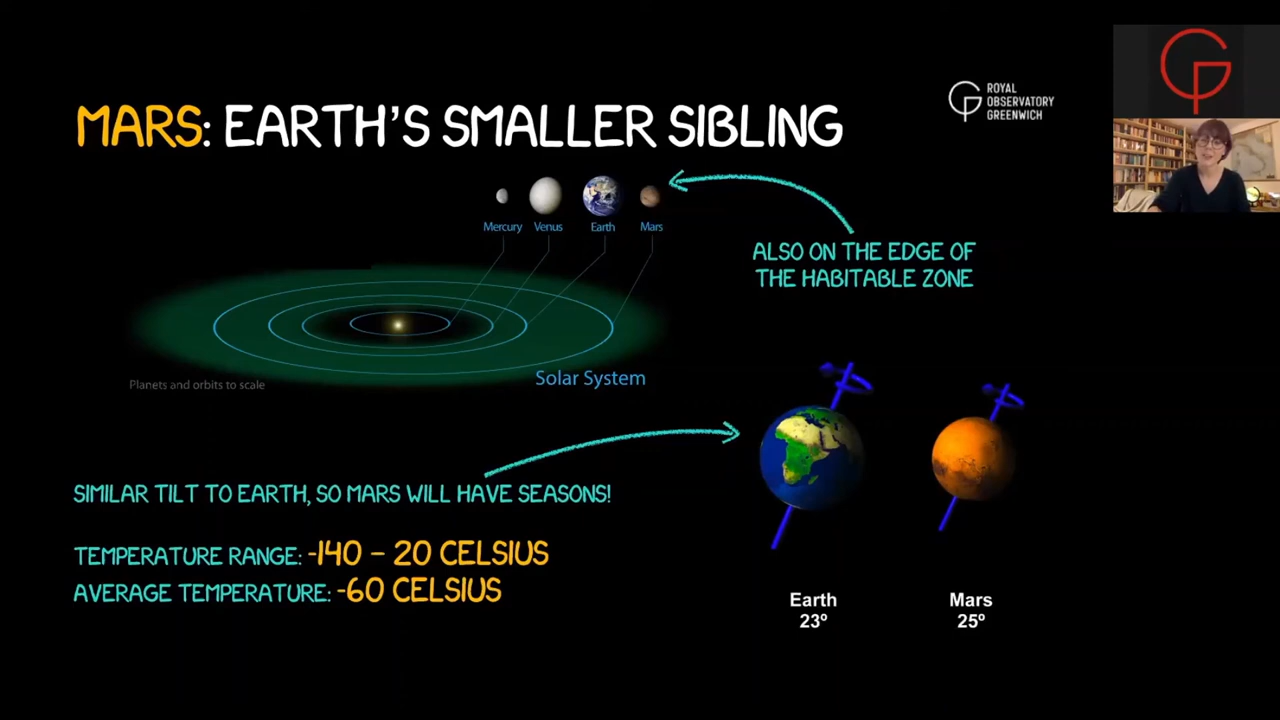 MARS: EARTH'S SMALLER SIBLING
ROYAL
OBSERVATORY
GREENWICH
Mercury Venus Earth Mars
ALSO ON THE EDGE OF
THE HABITABLE ZONE
Solar System
Planets and orbits to scale
SIMILAR TILT TO EARTH, SO MARS WILL HAVE SEASONS!
TEMPERATURE RANGE: -140 – 20 CELSIUS
AVERAGE TEMPERATURE: -60 CELSIUS
Earth
23º
Mars
25º